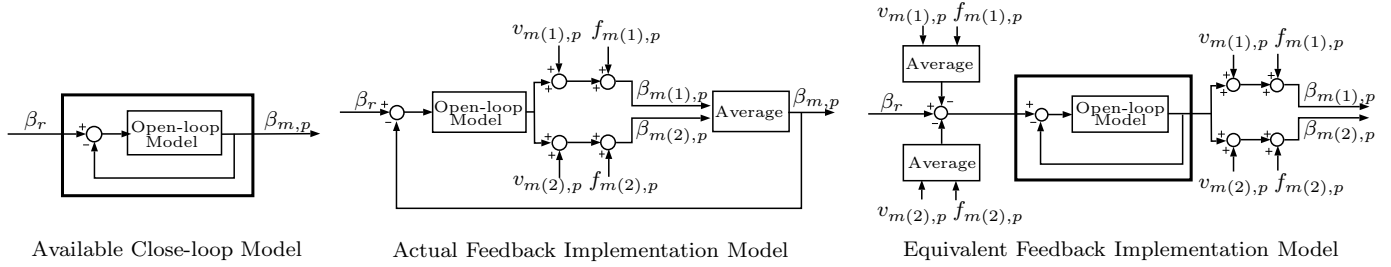 β_r
+
−
Open-loop
Model
β_{m,p}
Available Close-loop Model
v_{m(1),p} f_{m(1),p}
β_r
+
−
Open-loop
Model
+
+
+
+
β_{m(1),p}
β_{m(2),p}
Average
β_{m,p}
+
+
+
+
v_{m(2),p} f_{m(2),p}
Actual Feedback Implementation Model
v_{m(1),p} f_{m(1),p}
Average
β_r
+
−
−
Average
v_{m(2),p} f_{m(2),p}
+
−
Open-loop
Model
v_{m(1),p} f_{m(1),p}
+
+
+
+
β_{m(1),p}
β_{m(2),p}
+
+
+
+
v_{m(2),p} f_{m(2),p}
Equivalent Feedback Implementation Model